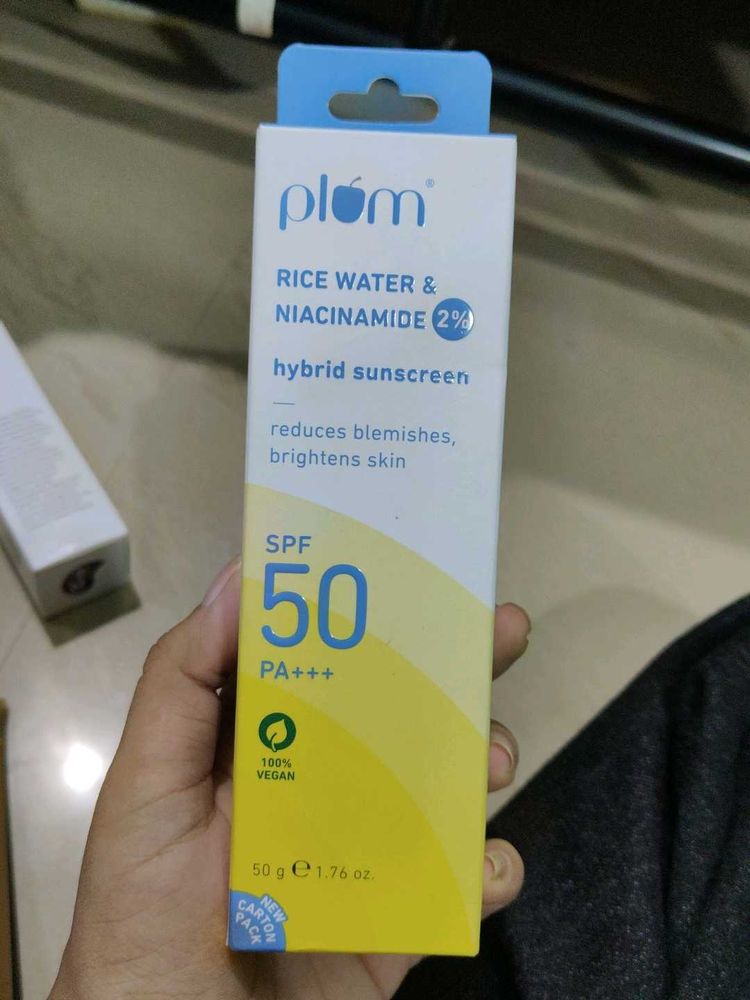 plum®
RICE WATER &
NIACINAMIDE 2%
hybrid sunscreen
reduces blemishes,
brightens skin
SPF
50
PA+++
100%
VEGAN
50 g ℮ 1.76 oz.
NEW
CARTON
PACK